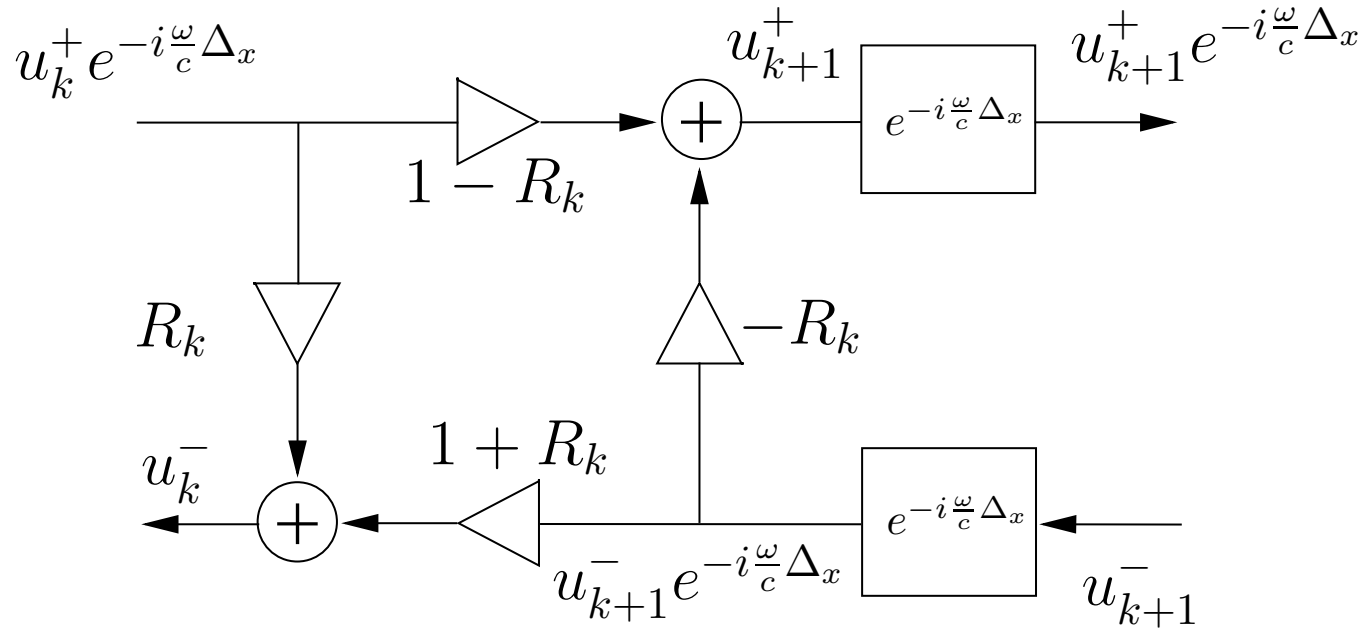 $u_k^+ e^{-i\frac{\omega}{c}\Delta_x}$
$u_{k+1}^+$
$u_{k+1}^+ e^{-i\frac{\omega}{c}\Delta_x}$
$+$
$e^{-i\frac{\omega}{c}\Delta_x}$
$1 - R_k$
$R_k$
$-R_k$
$1 + R_k$
$u_k^-$
$+$
$e^{-i\frac{\omega}{c}\Delta_x}$
$u_{k+1}^- e^{-i\frac{\omega}{c}\Delta_x}$
$u_{k+1}^-$